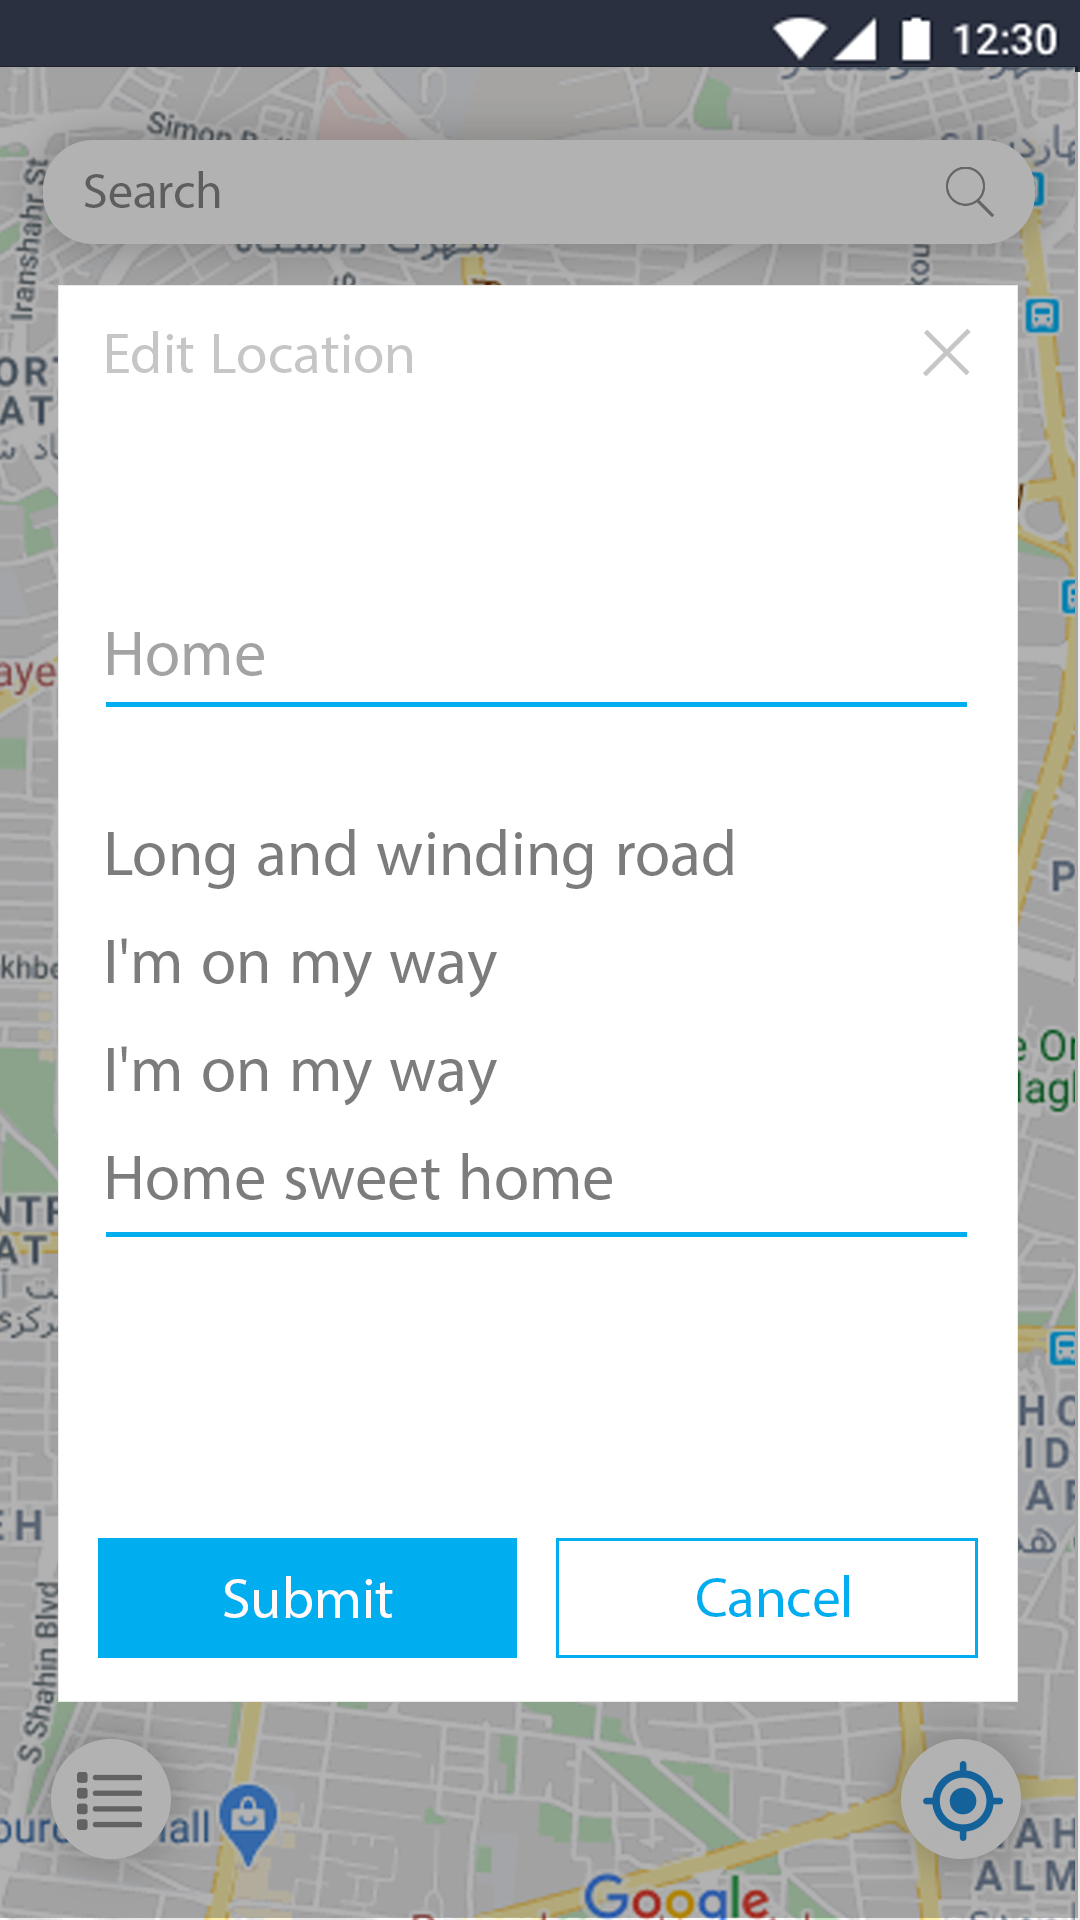 12:30
Simon
Search
Iranshahr St
Edit Location
Home
Long and winding road
I'm on my way
I'm on my way
Home sweet home
Submit
Cancel
S Shahin Blvd
Google